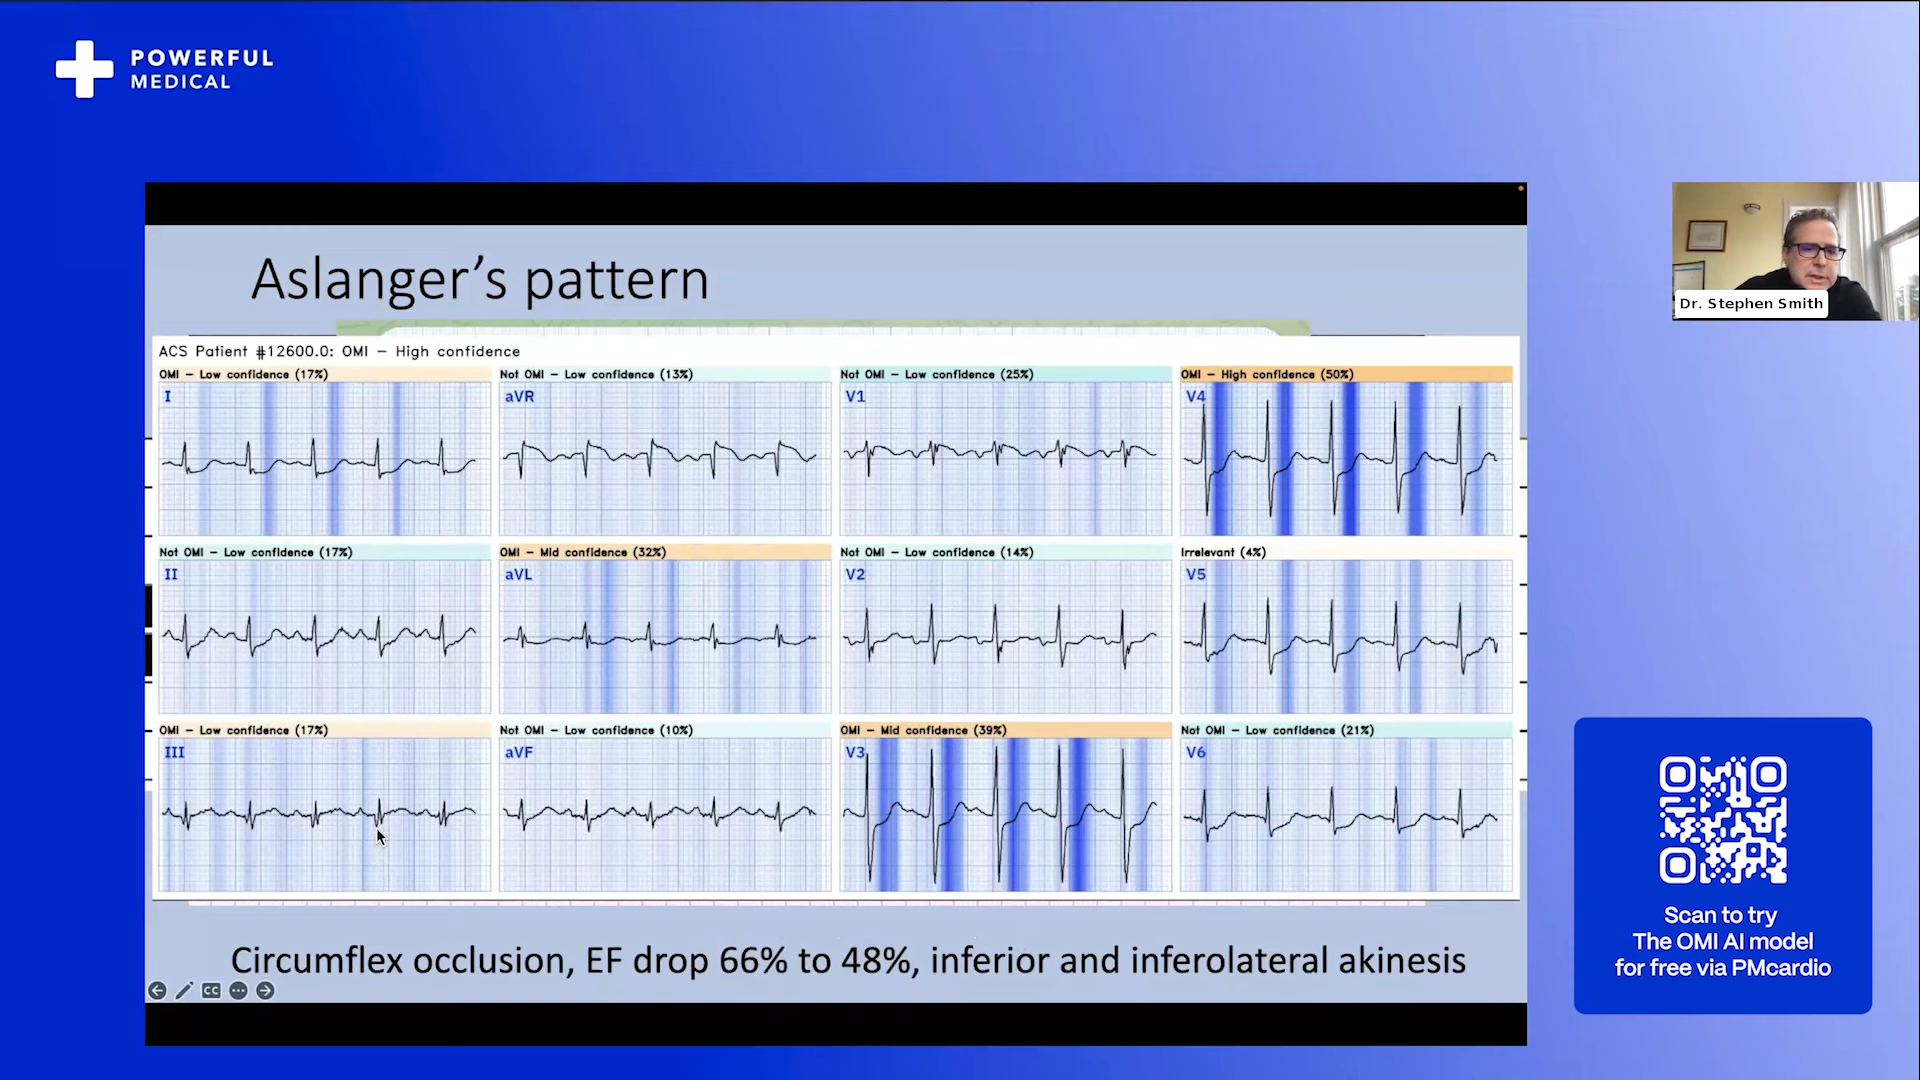 POWERFUL
MEDICAL
Aslanger's pattern
ACS Patient #12600.0: OMI – High confidence
OMI – Low confidence (17%)
I
Not OMI – Low confidence (13%)
aVR
Not OMI – Low confidence (25%)
V1
OMI – High confidence (50%)
V4
Not OMI – Low confidence (17%)
II
OMI – Mid confidence (32%)
aVL
Not OMI – Low confidence (14%)
V2
Irrelevant (4%)
V5
OMI – Low confidence (17%)
III
Not OMI – Low confidence (10%)
aVF
OMI – Mid confidence (39%)
V3
Not OMI – Low confidence (21%)
V6
Circumflex occlusion, EF drop 66% to 48%, inferior and inferolateral akinesis
CC
Dr. Stephen Smith
Scan to try
The OMI AI model
for free via PMcardio